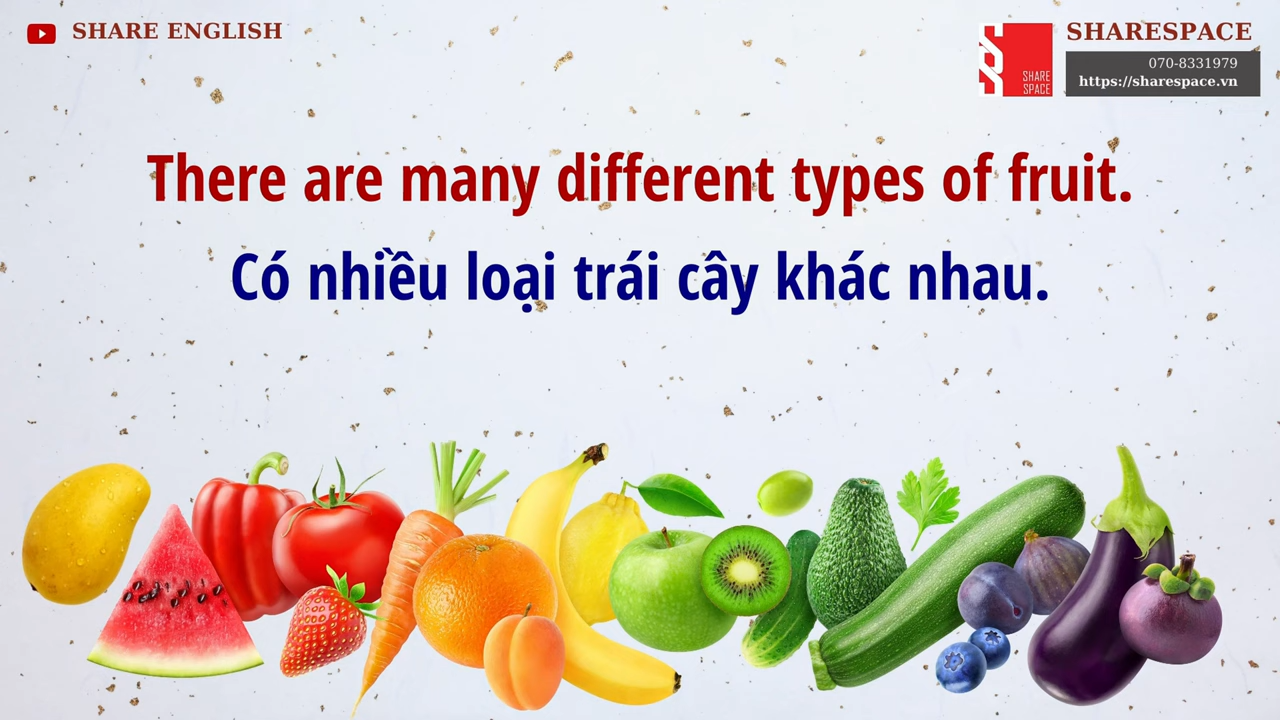 SHARE ENGLISH
SHARESPACE
070-8331979
https://sharespace.vn
SHARE
SPACE
There are many different types of fruit.
Có nhiều loại trái cây khác nhau.